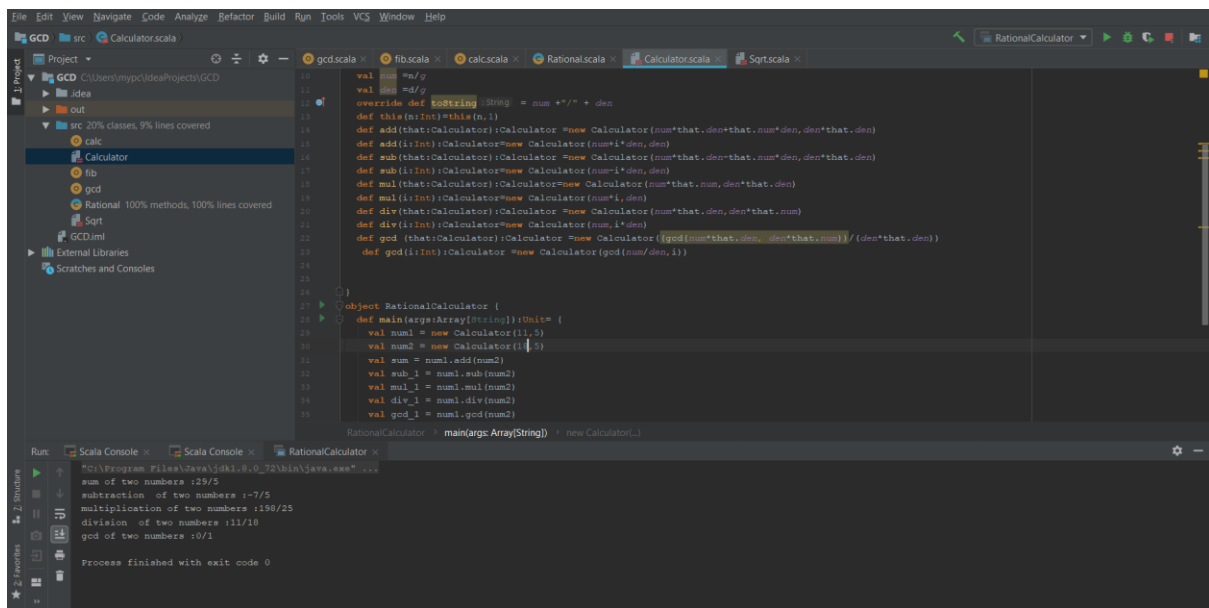 File Edit View Navigate Code Analyze Refactor Build Run Tools VCS Window Help
GCD src Calculator.scala
RationalCalculator
Project
gcd.scala fib.scala calc.scala Rational.scala Calculator.scala Sqrt.scala
1: Project
GCD C:\Users\mypc\IdeaProjects\GCD
.idea
out
src 20% classes, 9% lines covered
calc
Calculator
fib
gcd
Rational 100% methods, 100% lines covered
Sqrt
GCD.iml
External Libraries
Scratches and Consoles
10 val num =n/g
11 val den =d/g
12 override def toString :String = num +"/" + den
13 def this(n:Int)=this(n,1)
14 def add(that:Calculator):Calculator =new Calculator(num*that.den+that.num*den,den*that.den)
15 def add(i:Int):Calculator=new Calculator(num+i*den,den)
16 def sub(that:Calculator):Calculator =new Calculator(num*that.den-that.num*den,den*that.den)
17 def sub(i:Int):Calculator=new Calculator(num-i*den,den)
18 def mul(that:Calculator):Calculator=new Calculator(num*that.num,den*that.den)
19 def mul(i:Int):Calculator=new Calculator(num*i,den)
20 def div(that:Calculator):Calculator =new Calculator(num*that.den,den*that.num)
21 def div(i:Int):Calculator=new Calculator(num,i*den)
22 def gcd (that:Calculator):Calculator =new Calculator((gcd(num*that.den, den*that.num))/(den*that.den))
23 def gcd(i:Int):Calculator =new Calculator(gcd(num/den,i))
24
25
26 }
27 object RationalCalculator {
28 def main(args:Array[String]):Unit= {
29 val num1 = new Calculator(11,5)
30 val num2 = new Calculator(18,5)
31 val sum = num1.add(num2)
32 val sub_1 = num1.sub(num2)
33 val mul_1 = num1.mul(num2)
34 val div_1 = num1.div(num2)
35 val gcd_1 = num1.gcd(num2)
RationalCalculator main(args: Array[String]) new Calculator(...)
Run: Scala Console Scala Console RationalCalculator
"C:\Program Files\Java\jdk1.8.0_72\bin\java.exe" ...
sum of two numbers :29/5
subtraction of two numbers :-7/5
multiplication of two numbers :198/25
division of two numbers :11/18
gcd of two numbers :0/1
Process finished with exit code 0
Z: Structure
2: Favorites